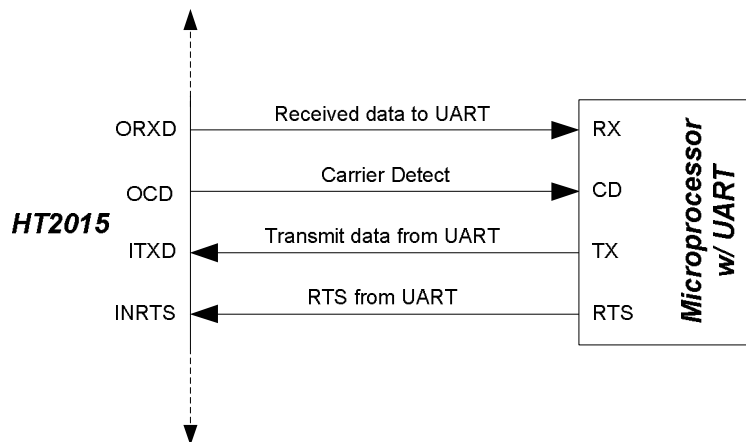 ORXD
Received data to UART
RX
OCD
Carrier Detect
CD
HT2015
ITXD
Transmit data from UART
TX
INRTS
RTS from UART
RTS
Microprocessor
w/ UART